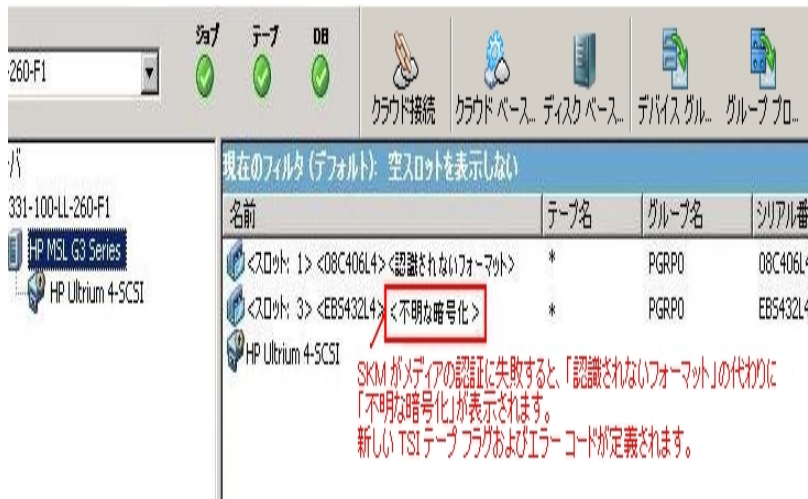 ジョブ テープ DB
-260-F1
クラウド接続 クラウド ベース... ディスク ベース... デバイス グル... グループ プロ...
バ
331-100-LL-260-F1
HP MSL G3 Series
HP Ultrium 4-SCSI
現在のフィルタ (デフォルト): 空スロットを表示しない
名前 テープ名 グループ名 シリアル番
<スロット: 1> <08C406L4> <認識されないフォーマット> * PGRP0 08C406L4
<スロット: 3> <EBS432L4> <不明な暗号化> * PGRP0 EBS432L4
HP Ultrium 4-SCSI
SKM がメディアの認証に失敗すると、「認識されないフォーマット」の代わりに
「不明な暗号化」が表示されます。
新しい TSI テープ フラグおよびエラー コードが定義されます。